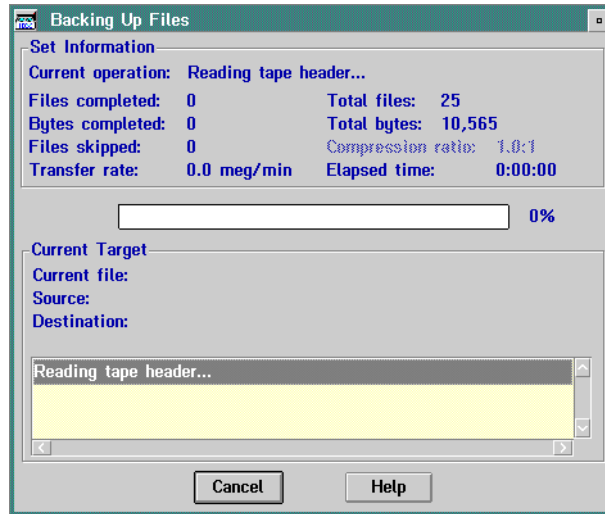 Backing Up Files
Set Information
Current operation: Reading tape header...
Files completed: 0 Total files: 25
Bytes completed: 0 Total bytes: 10,565
Files skipped: 0 Compression ratio: 1.0:1
Transfer rate: 0.0 meg/min Elapsed time: 0:00:00
0%
Current Target
Current file:
Source:
Destination:
Reading tape header...
Cancel Help